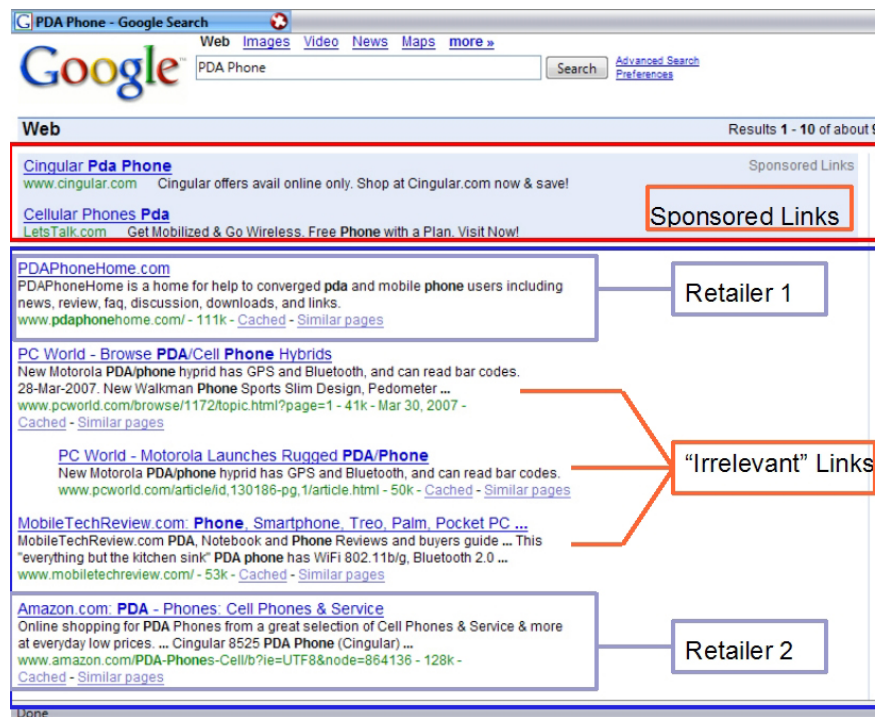 G PDA Phone - Google Search
Web Images Video News Maps more »
Google™
PDA Phone
Search
Advanced Search
Preferences
Web
Results 1 - 10 of about 9
Cingular Pda Phone
Sponsored Links
www.cingular.com Cingular offers avail online only. Shop at Cingular.com now & save!
Cellular Phones Pda
LetsTalk.com Get Mobilized & Go Wireless. Free Phone with a Plan. Visit Now!
Sponsored Links
PDAPhoneHome.com
PDAPhoneHome is a home for help to converged pda and mobile phone users including
news, review, faq, discussion, downloads, and links.
www.pdaphonehome.com/ - 111k - Cached - Similar pages
Retailer 1
PC World - Browse PDA/Cell Phone Hybrids
New Motorola PDA/phone hyprid has GPS and Bluetooth, and can read bar codes.
28-Mar-2007. New Walkman Phone Sports Slim Design, Pedometer ...
www.pcworld.com/browse/1172/topic.html?page=1 - 41k - Mar 30, 2007 -
Cached - Similar pages
PC World - Motorola Launches Rugged PDA/Phone
New Motorola PDA/phone hyprid has GPS and Bluetooth, and can read bar codes.
www.pcworld.com/article/id,130186-pg,1/article.html - 50k - Cached - Similar pages
"Irrelevant" Links
MobileTechReview.com: Phone, Smartphone, Treo, Palm, Pocket PC ...
MobileTechReview.com PDA, Notebook and Phone Reviews and buyers guide ... This
"everything but the kitchen sink" PDA phone has WiFi 802.11b/g, Bluetooth 2.0 ...
www.mobiletechreview.com/ - 53k - Cached - Similar pages
Amazon.com: PDA - Phones: Cell Phones & Service
Online shopping for PDA Phones from a great selection of Cell Phones & Service & more
at everyday low prices. ... Cingular 8525 PDA Phone (Cingular) ...
www.amazon.com/PDA-Phones-Cell/b?ie=UTF8&node=864136 - 128k -
Cached - Similar pages
Retailer 2
Done